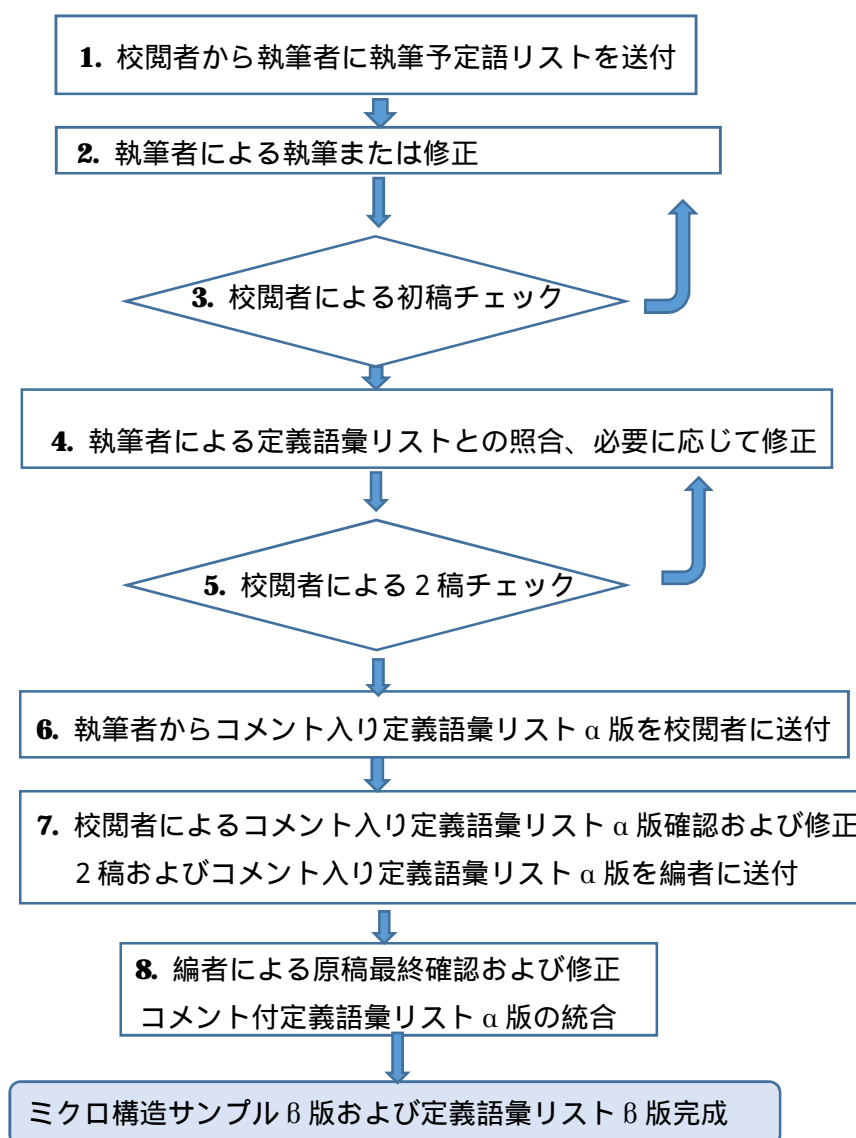 1. 校閲者から執筆者に執筆予定語リストを送付
2. 執筆者による執筆または修正
3. 校閲者による初稿チェック
4. 執筆者による定義語彙リストとの照合、必要に応じて修正
5. 校閲者による2稿チェック
6. 執筆者からコメント入り定義語彙リストα版を校閲者に送付
7. 校閲者によるコメント入り定義語彙リストα版確認および修正
2稿およびコメント入り定義語彙リストα版を編者に送付
8. 編者による原稿最終確認および修正
コメント付定義語彙リストα版の統合
ミクロ構造サンプルβ版および定義語彙リストβ版完成